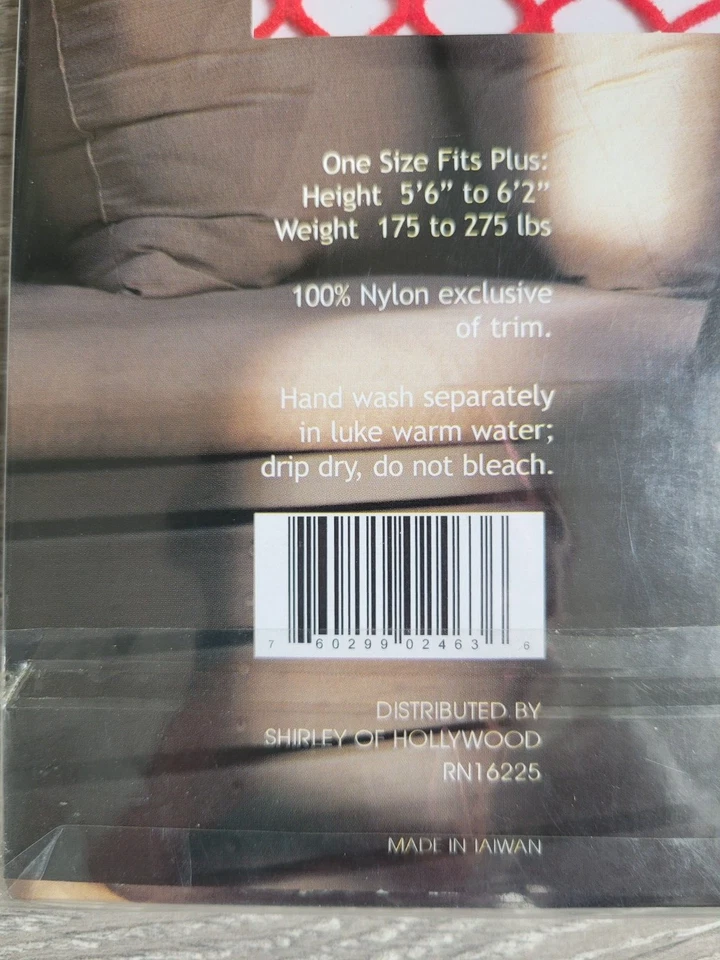 One Size Fits Plus:
Height 5'6" to 6'2"
Weight 175 to 275 lbs
100% Nylon exclusive
of trim.
Hand wash separately
in luke warm water;
drip dry, do not bleach.
7 60299 02463 6
DISTRIBUTED BY
SHIRLEY OF HOLLYWOOD
RN16225
MADE IN TAIWAN